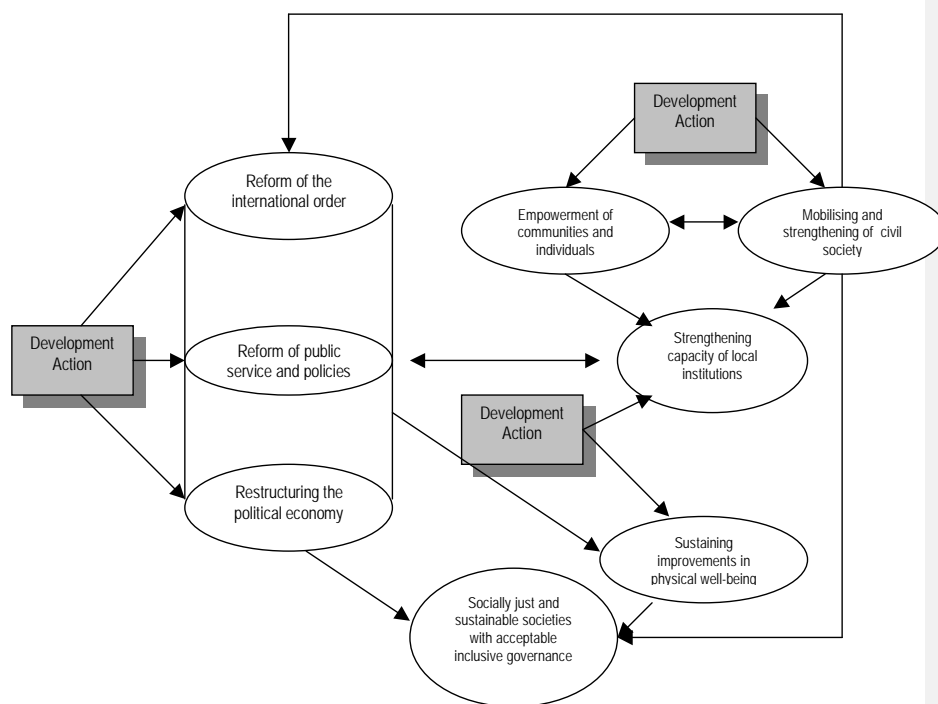 Development
Action
Reform of the
international order
Empowerment of
communities and
individuals
Mobilising and
strengthening of civil
society
Development
Action
Reform of public
service and policies
Strengthening
capacity of local
institutions
Development
Action
Restructuring the
political economy
Sustaining
improvements in
physical well-being
Socially just and
sustainable societies
with acceptable
inclusive governance